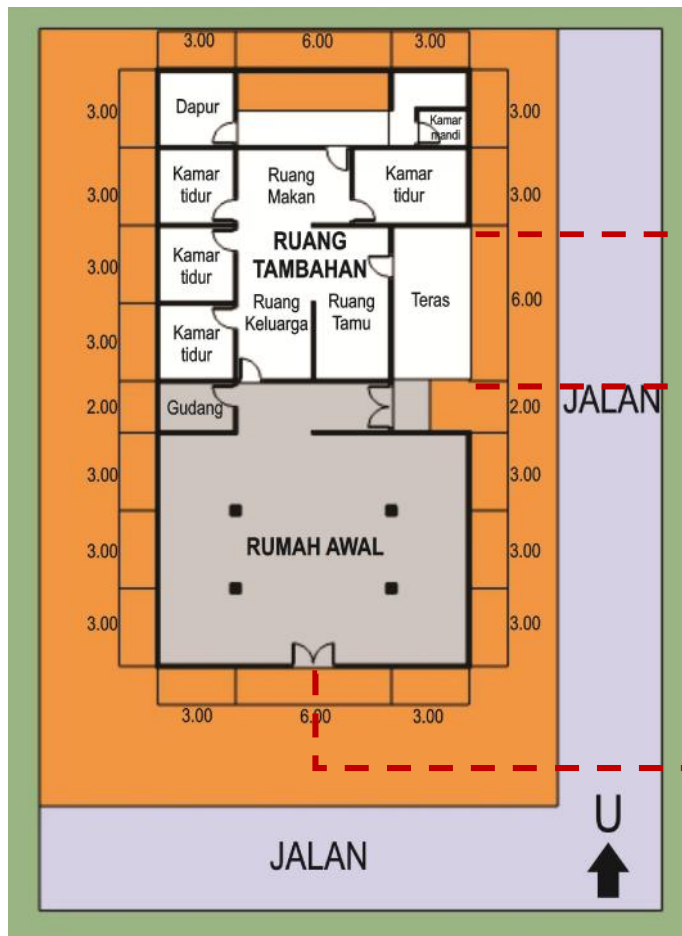 3.00 6.00 3.00
3.00 Dapur Kamar mandi 3.00
3.00 Kamar tidur Ruang Makan Kamar tidur 3.00
RUANG
TAMBAHAN
3.00 Kamar tidur
Ruang Keluarga Ruang Tamu Teras 6.00
3.00 Kamar tidur
2.00 Gudang 2.00 JALAN
3.00 3.00
3.00 RUMAH AWAL 3.00
3.00 3.00
3.00 6.00 3.00
JALAN U